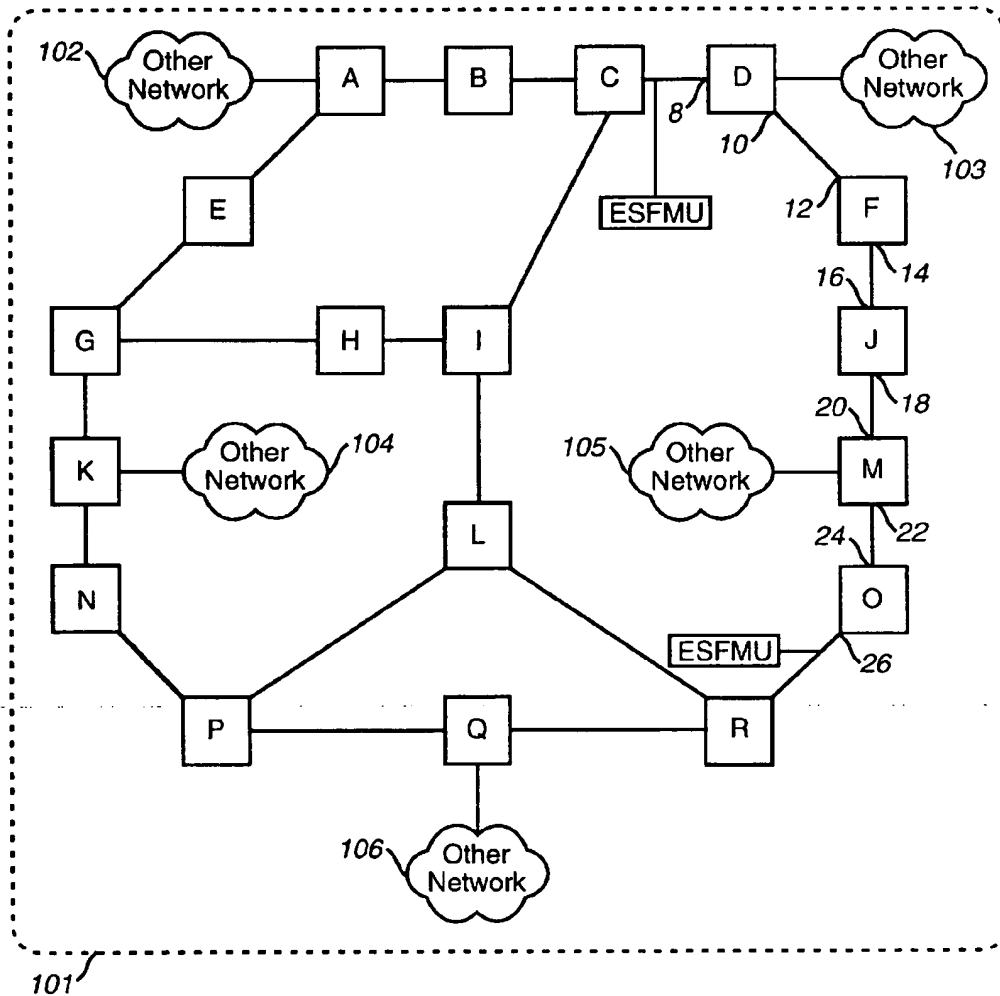 102
Other
Network
A
B
C
D
Other
Network
8
10
103
E
ESFMU
12
F
14
16
G
H
I
J
18
20
K
Other
Network
104
105
Other
Network
M
22
L
24
N
O
ESFMU
26
P
Q
R
106
Other
Network
101